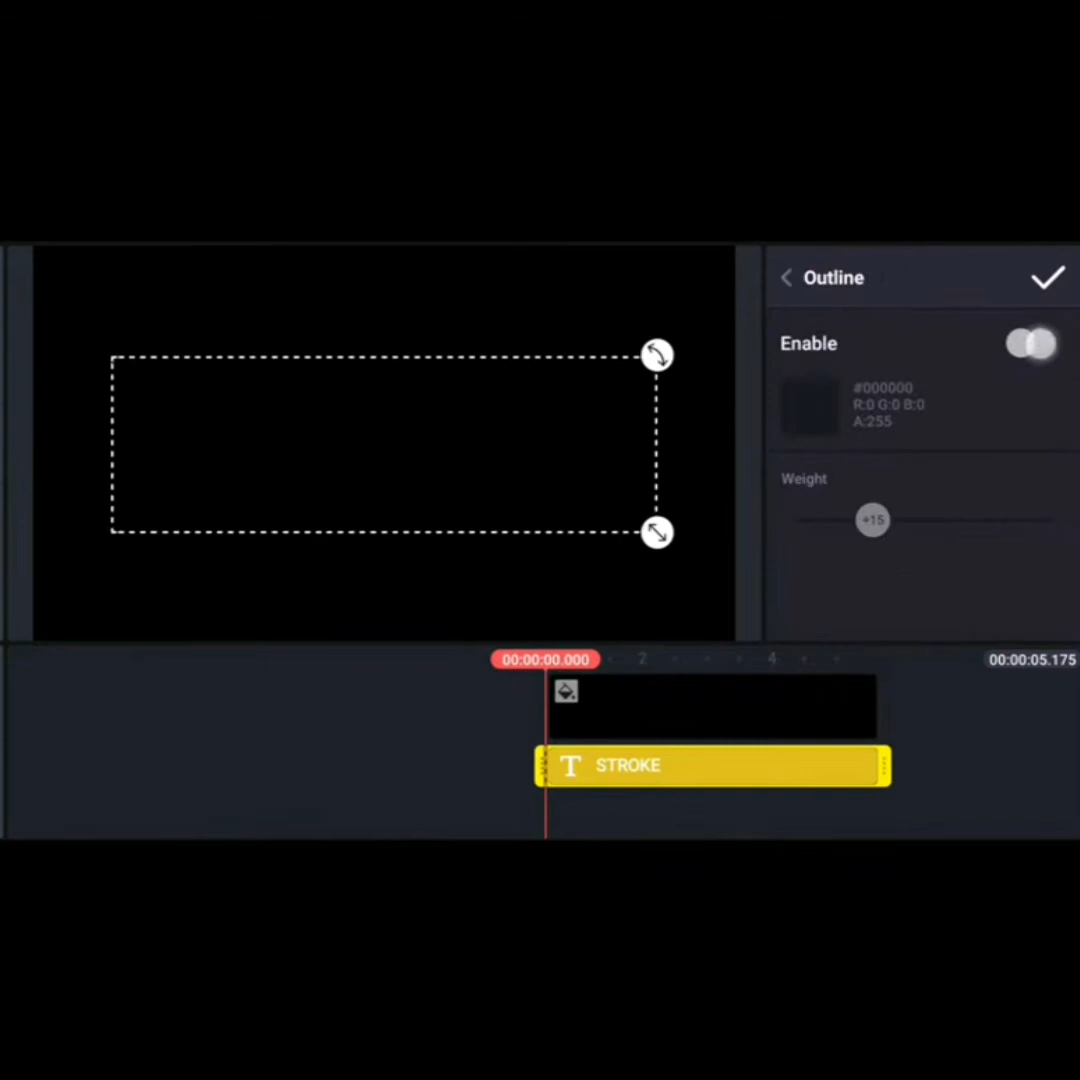 Outline
Enable
#000000
R:0 G:0 B:0
A:255
Weight
+15
00:00:00.000
2
4
00:00:05.175
T STROKE